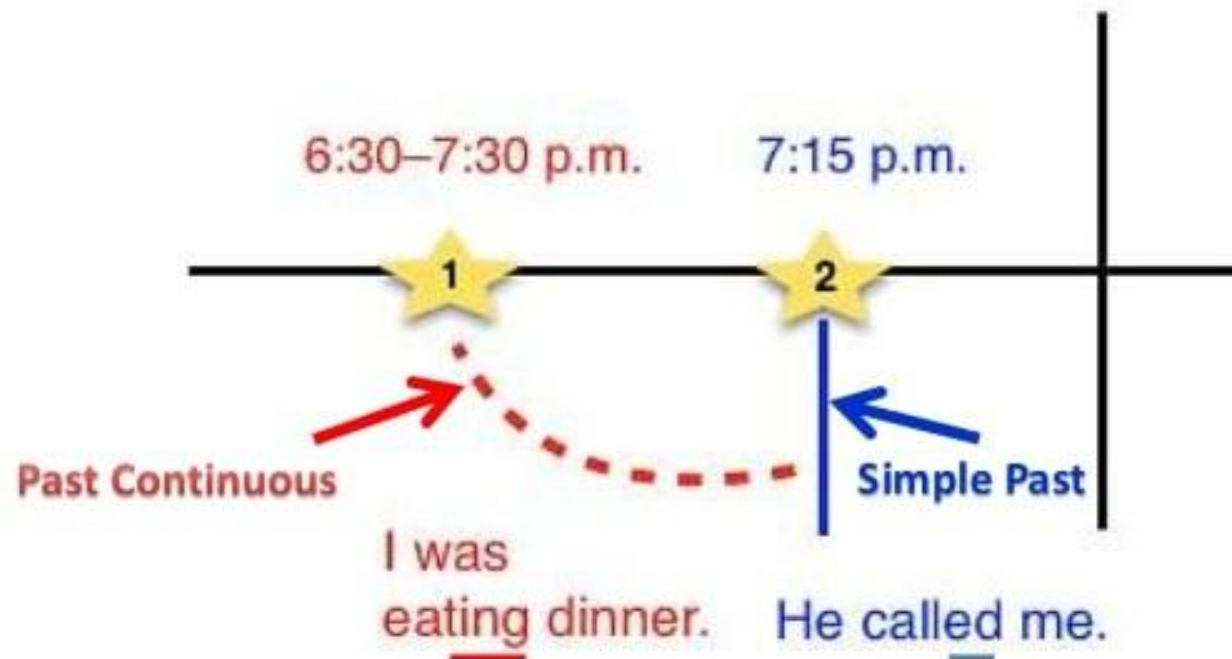 6:30–7:30 p.m.
7:15 p.m.
1
2
Past Continuous
Simple Past
I was
eating dinner.
He called me.